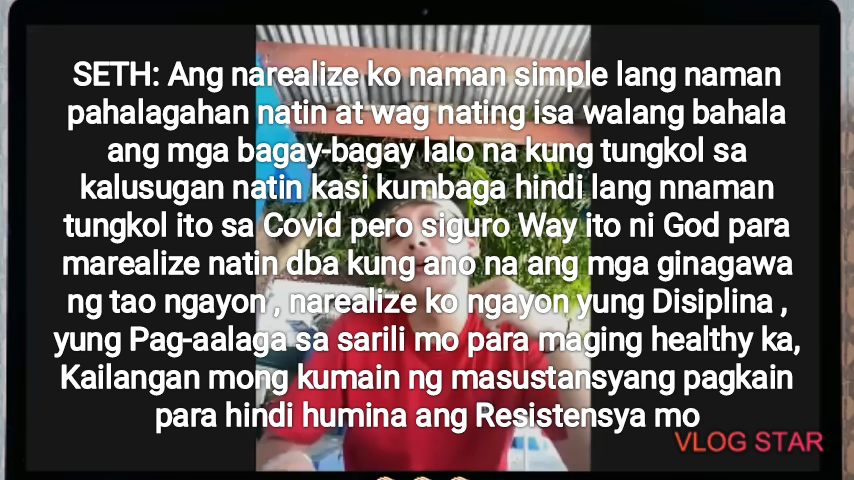 SETH: Ang narealize ko naman simple lang naman
pahalagahan natin at wag nating isa walang bahala
ang mga bagay-bagay lalo na kung tungkol sa
kalusugan natin kasi kumbaga hindi lang nnaman
tungkol ito sa Covid pero siguro Way ito ni God para
marealize natin dba kung ano na ang mga ginagawa
ng tao ngayon , narealize ko ngayon yung Disiplina ,
yung Pag-aalaga sa sarili mo para maging healthy ka,
Kailangan mong kumain ng masustansyang pagkain
para hindi humina ang Resistensya mo
VLOG STAR